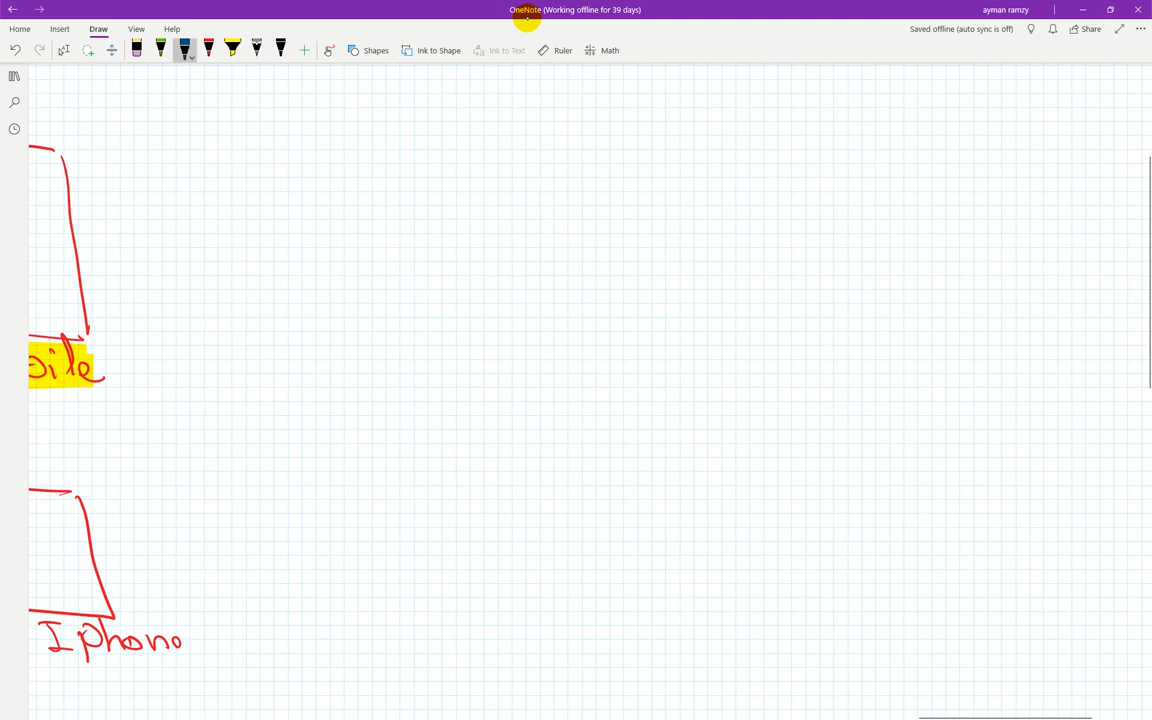 OneNote (Working offline for 39 days)
ayman ramzy
Home Insert Draw View Help
Saved offline (auto sync is off)
Share
Shapes
Ink to Shape
Ink to Text
Ruler
Math
I phono